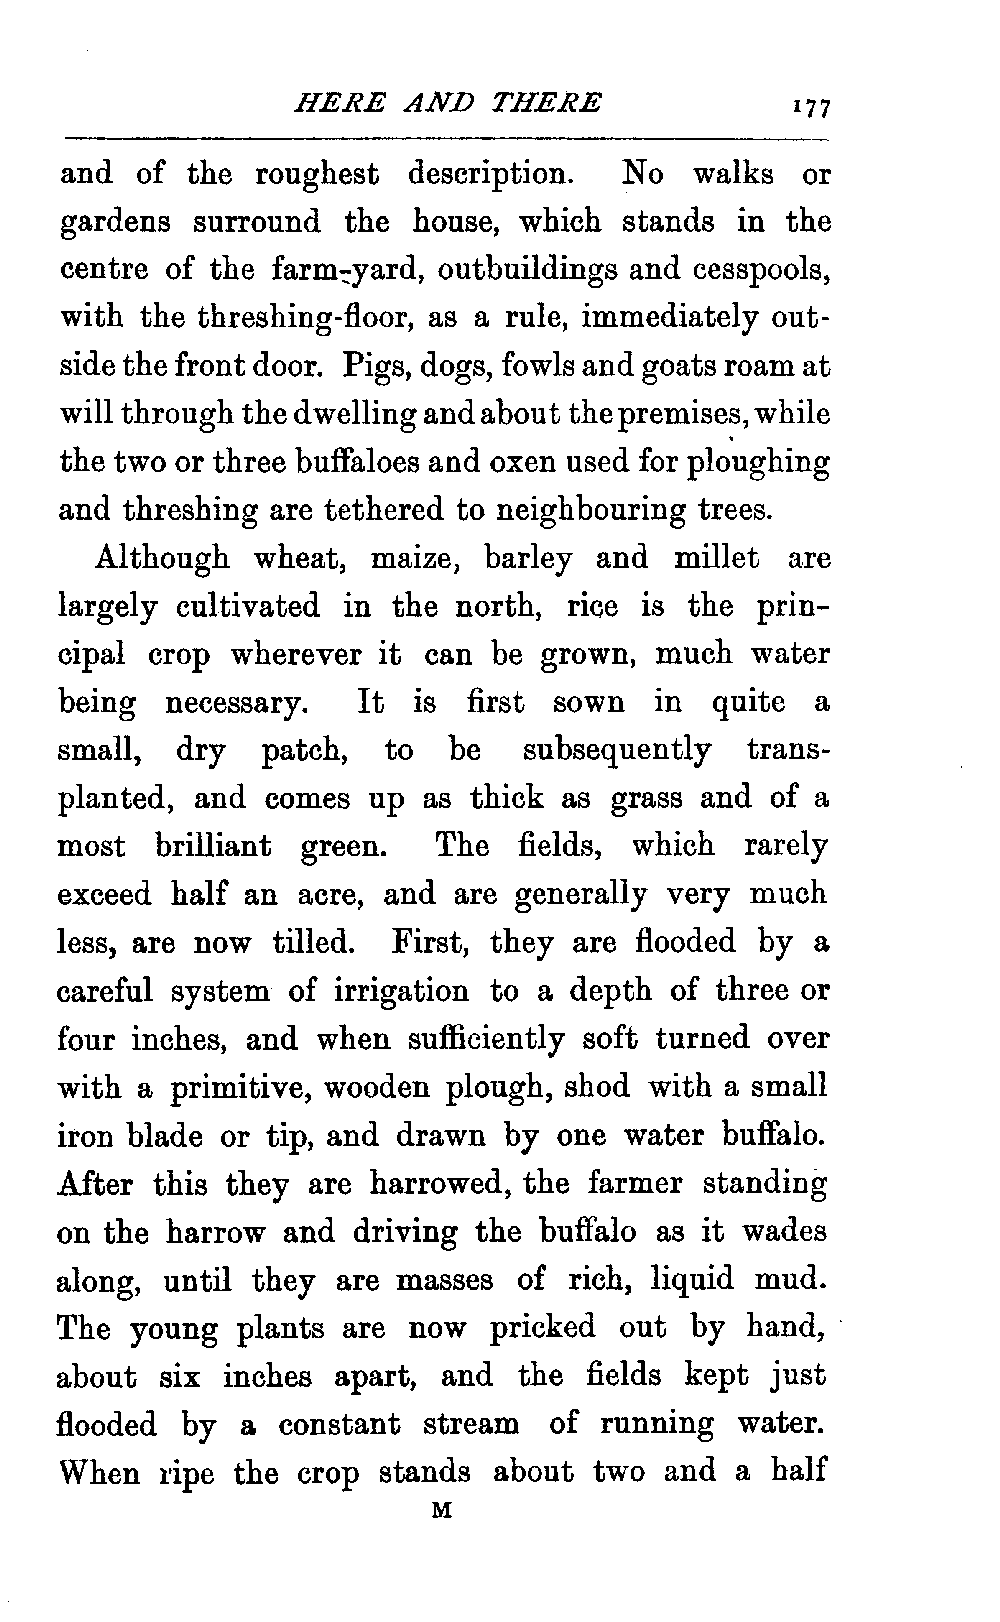 HERE AND THERE 177
and of the roughest description. No walks or
gardens surround the house, which stands in the
centre of the farm-yard, outbuildings and cesspools,
with the threshing-floor, as a rule, immediately out-
side the front door. Pigs, dogs, fowls and goats roam at
will through the dwelling and about the premises, while
the two or three buffaloes and oxen used for ploughing
and threshing are tethered to neighbouring trees.
Although wheat, maize, barley and millet are
largely cultivated in the north, rice is the prin-
cipal crop wherever it can be grown, much water
being necessary. It is first sown in quite a
small, dry patch, to be subsequently trans-
planted, and comes up as thick as grass and of a
most brilliant green. The fields, which rarely
exceed half an acre, and are generally very much
less, are now tilled. First, they are flooded by a
careful system of irrigation to a depth of three or
four inches, and when sufficiently soft turned over
with a primitive, wooden plough, shod with a small
iron blade or tip, and drawn by one water buffalo.
After this they are harrowed, the farmer standing
on the harrow and driving the buffalo as it wades
along, until they are masses of rich, liquid mud.
The young plants are now pricked out by hand,
about six inches apart, and the fields kept just
flooded by a constant stream of running water.
When ripe the crop stands about two and a half
M